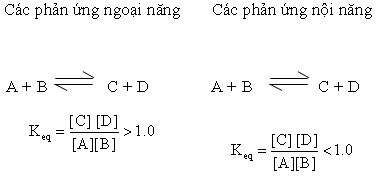 Các phản ứng ngoại năng
Các phản ứng nội năng
A + B ⇌ C + D
A + B ⇌ C + D
K_eq = [C] [D] / [A][B] > 1.0
K_eq = [C] [D] / [A][B] < 1.0